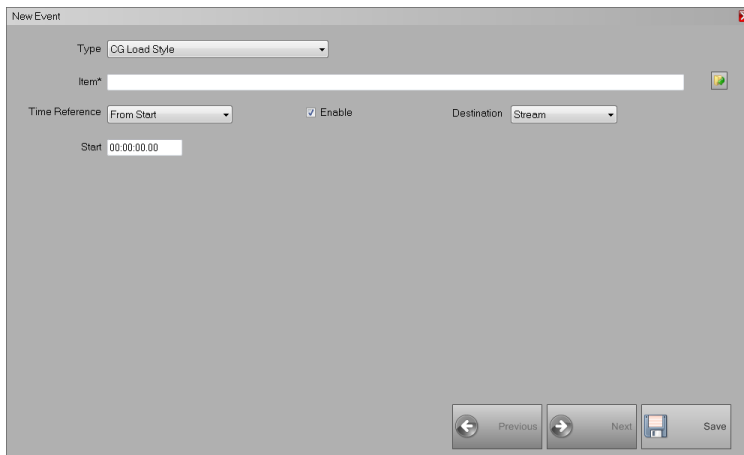 New Event
Type CG Load Style
Item*
Time Reference From Start Enable Destination Stream
Start 00:00:00.00
Previous Next Save